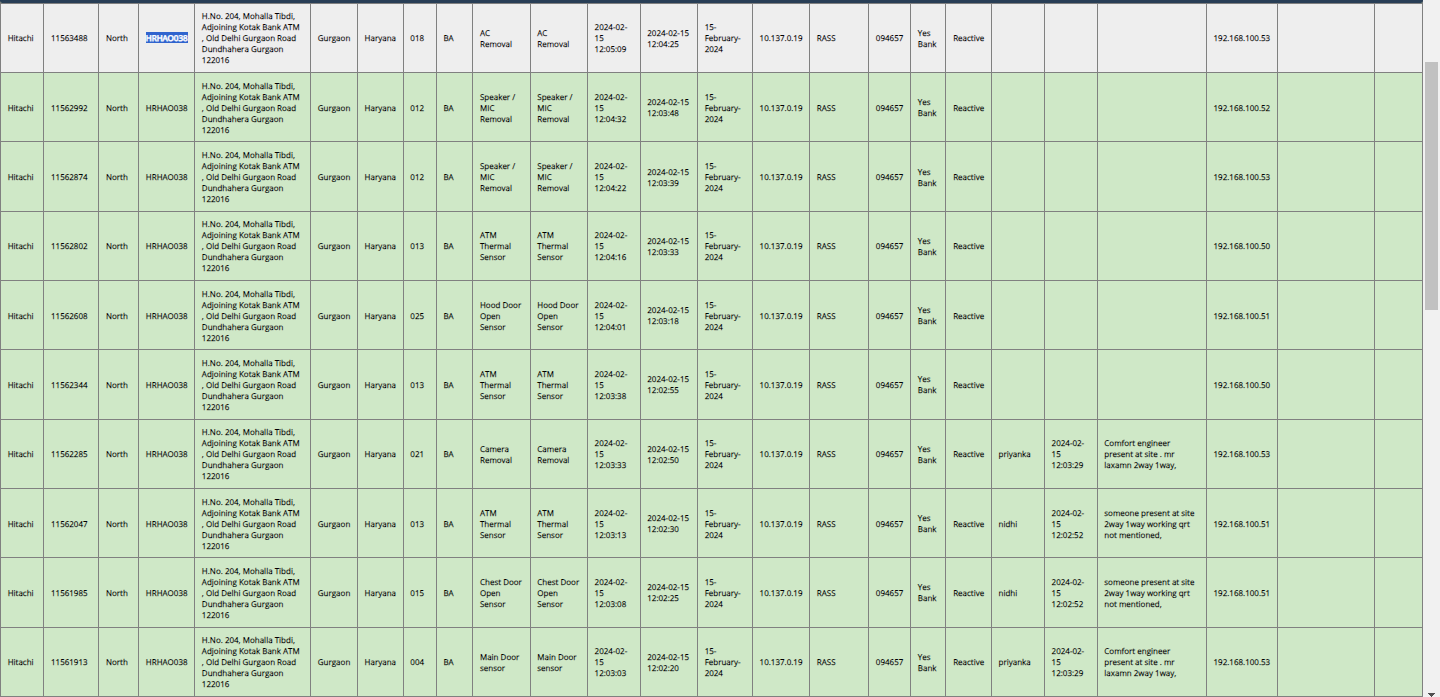 Hitachi 11563488 North HRHAO038 H.No. 204, Mohalla Tibdi, Adjoining Kotak Bank ATM , Old Delhi Gurgaon Road Dundhahera Gurgaon 122016 Gurgaon Haryana 018 BA AC Removal AC Removal 2024-02-15 12:05:09 2024-02-15 12:04:25 15-February-2024 10.137.0.19 RASS 094657 Yes Bank Reactive 192.168.100.53
Hitachi 11562992 North HRHAO038 H.No. 204, Mohalla Tibdi, Adjoining Kotak Bank ATM , Old Delhi Gurgaon Road Dundhahera Gurgaon 122016 Gurgaon Haryana 012 BA Speaker / MIC Removal Speaker / MIC Removal 2024-02-15 12:04:32 2024-02-15 12:03:48 15-February-2024 10.137.0.19 RASS 094657 Yes Bank Reactive 192.168.100.52
Hitachi 11562874 North HRHAO038 H.No. 204, Mohalla Tibdi, Adjoining Kotak Bank ATM , Old Delhi Gurgaon Road Dundhahera Gurgaon 122016 Gurgaon Haryana 012 BA Speaker / MIC Removal Speaker / MIC Removal 2024-02-15 12:04:22 2024-02-15 12:03:39 15-February-2024 10.137.0.19 RASS 094657 Yes Bank Reactive 192.168.100.53
Hitachi 11562802 North HRHAO038 H.No. 204, Mohalla Tibdi, Adjoining Kotak Bank ATM , Old Delhi Gurgaon Road Dundhahera Gurgaon 122016 Gurgaon Haryana 013 BA ATM Thermal Sensor ATM Thermal Sensor 2024-02-15 12:04:16 2024-02-15 12:03:33 15-February-2024 10.137.0.19 RASS 094657 Yes Bank Reactive 192.168.100.50
Hitachi 11562608 North HRHAO038 H.No. 204, Mohalla Tibdi, Adjoining Kotak Bank ATM , Old Delhi Gurgaon Road Dundhahera Gurgaon 122016 Gurgaon Haryana 025 BA Hood Door Open Sensor Hood Door Open Sensor 2024-02-15 12:04:01 2024-02-15 12:03:18 15-February-2024 10.137.0.19 RASS 094657 Yes Bank Reactive 192.168.100.51
Hitachi 11562344 North HRHAO038 H.No. 204, Mohalla Tibdi, Adjoining Kotak Bank ATM , Old Delhi Gurgaon Road Dundhahera Gurgaon 122016 Gurgaon Haryana 013 BA ATM Thermal Sensor ATM Thermal Sensor 2024-02-15 12:03:38 2024-02-15 12:02:55 15-February-2024 10.137.0.19 RASS 094657 Yes Bank Reactive 192.168.100.50
Hitachi 11562285 North HRHAO038 H.No. 204, Mohalla Tibdi, Adjoining Kotak Bank ATM , Old Delhi Gurgaon Road Dundhahera Gurgaon 122016 Gurgaon Haryana 021 BA Camera Removal Camera Removal 2024-02-15 12:03:33 2024-02-15 12:02:50 15-February-2024 10.137.0.19 RASS 094657 Yes Bank Reactive priyanka 2024-02-15 12:03:29 Comfort engineer present at site . mr laxamn 2way 1way, 192.168.100.53
Hitachi 11562047 North HRHAO038 H.No. 204, Mohalla Tibdi, Adjoining Kotak Bank ATM , Old Delhi Gurgaon Road Dundhahera Gurgaon 122016 Gurgaon Haryana 013 BA ATM Thermal Sensor ATM Thermal Sensor 2024-02-15 12:03:13 2024-02-15 12:02:30 15-February-2024 10.137.0.19 RASS 094657 Yes Bank Reactive nidhi 2024-02-15 12:02:52 someone present at site 2way 1way working qrt not mentioned, 192.168.100.51
Hitachi 11561985 North HRHAO038 H.No. 204, Mohalla Tibdi, Adjoining Kotak Bank ATM , Old Delhi Gurgaon Road Dundhahera Gurgaon 122016 Gurgaon Haryana 015 BA Chest Door Open Sensor Chest Door Open Sensor 2024-02-15 12:03:08 2024-02-15 12:02:25 15-February-2024 10.137.0.19 RASS 094657 Yes Bank Reactive nidhi 2024-02-15 12:02:52 someone present at site 2way 1way working qrt not mentioned, 192.168.100.51
Hitachi 11561913 North HRHAO038 H.No. 204, Mohalla Tibdi, Adjoining Kotak Bank ATM , Old Delhi Gurgaon Road Dundhahera Gurgaon 122016 Gurgaon Haryana 004 BA Main Door sensor Main Door sensor 2024-02-15 12:03:03 2024-02-15 12:02:20 15-February-2024 10.137.0.19 RASS 094657 Yes Bank Reactive priyanka 2024-02-15 12:03:29 Comfort engineer present at site . mr laxamn 2way 1way, 192.168.100.53